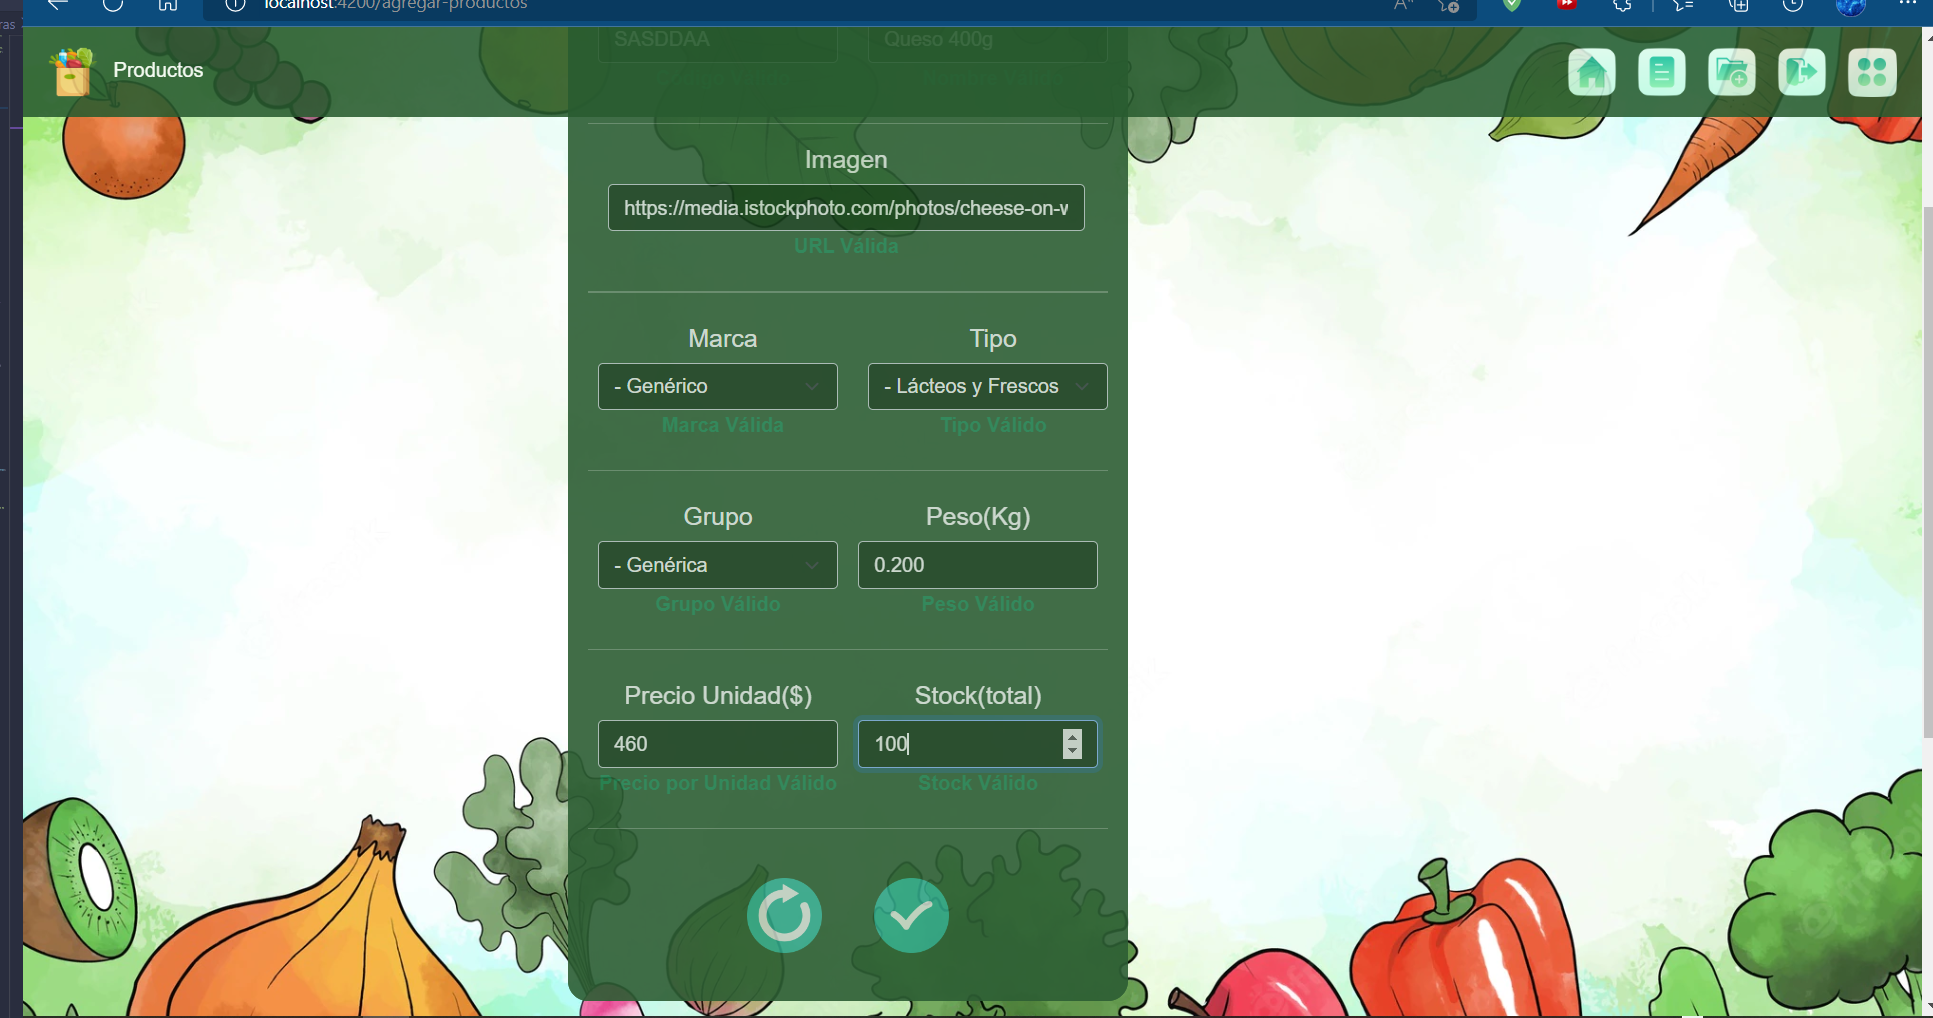 localhost:4200/agregar-productos
ras
Productos
SASDDAA
Queso 400g
Imagen
https://media.istockphoto.com/photos/cheese-on-w
URL Válida
Marca
Tipo
- Genérico
- Lácteos y Frescos
Marca Válida
Tipo Válido
Grupo
Peso(Kg)
- Genérica
0.200
Grupo Válido
Peso Válido
Precio Unidad($)
Stock(total)
460
100
Precio por Unidad Válido
Stock Válido